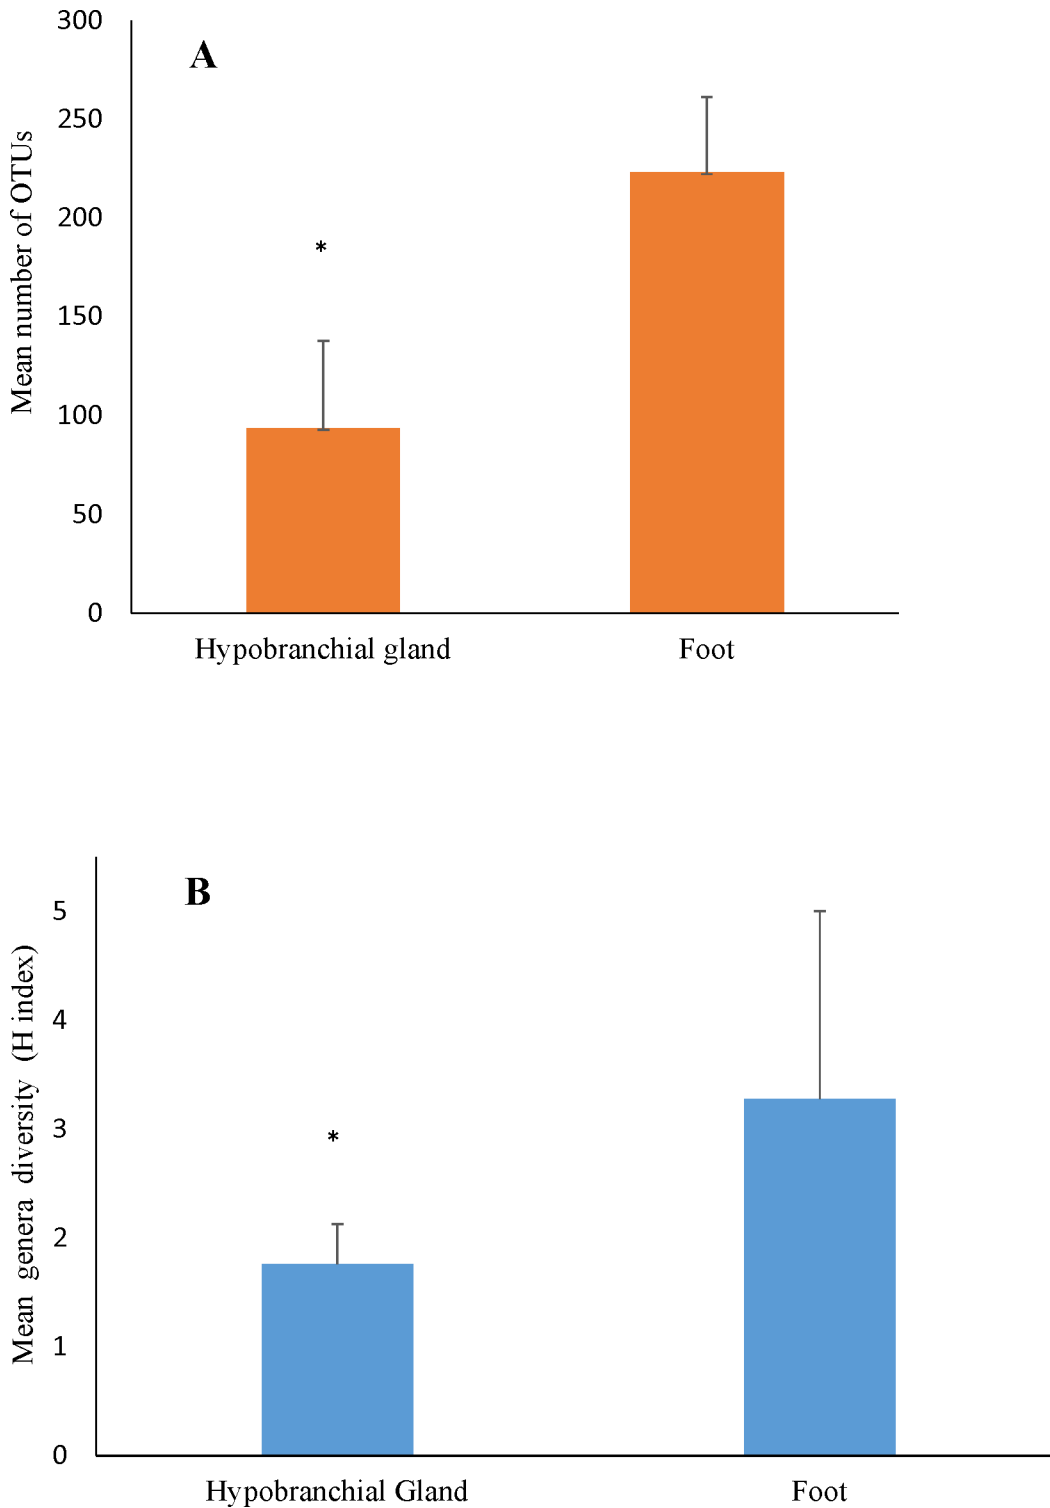 A
Mean number of OTUs
300
250
200
150
100
50
0
*
Hypobranchial gland
Foot
B
Mean genera diversity (H index)
5
4
3
2
1
0
*
Hypobranchial Gland
Foot